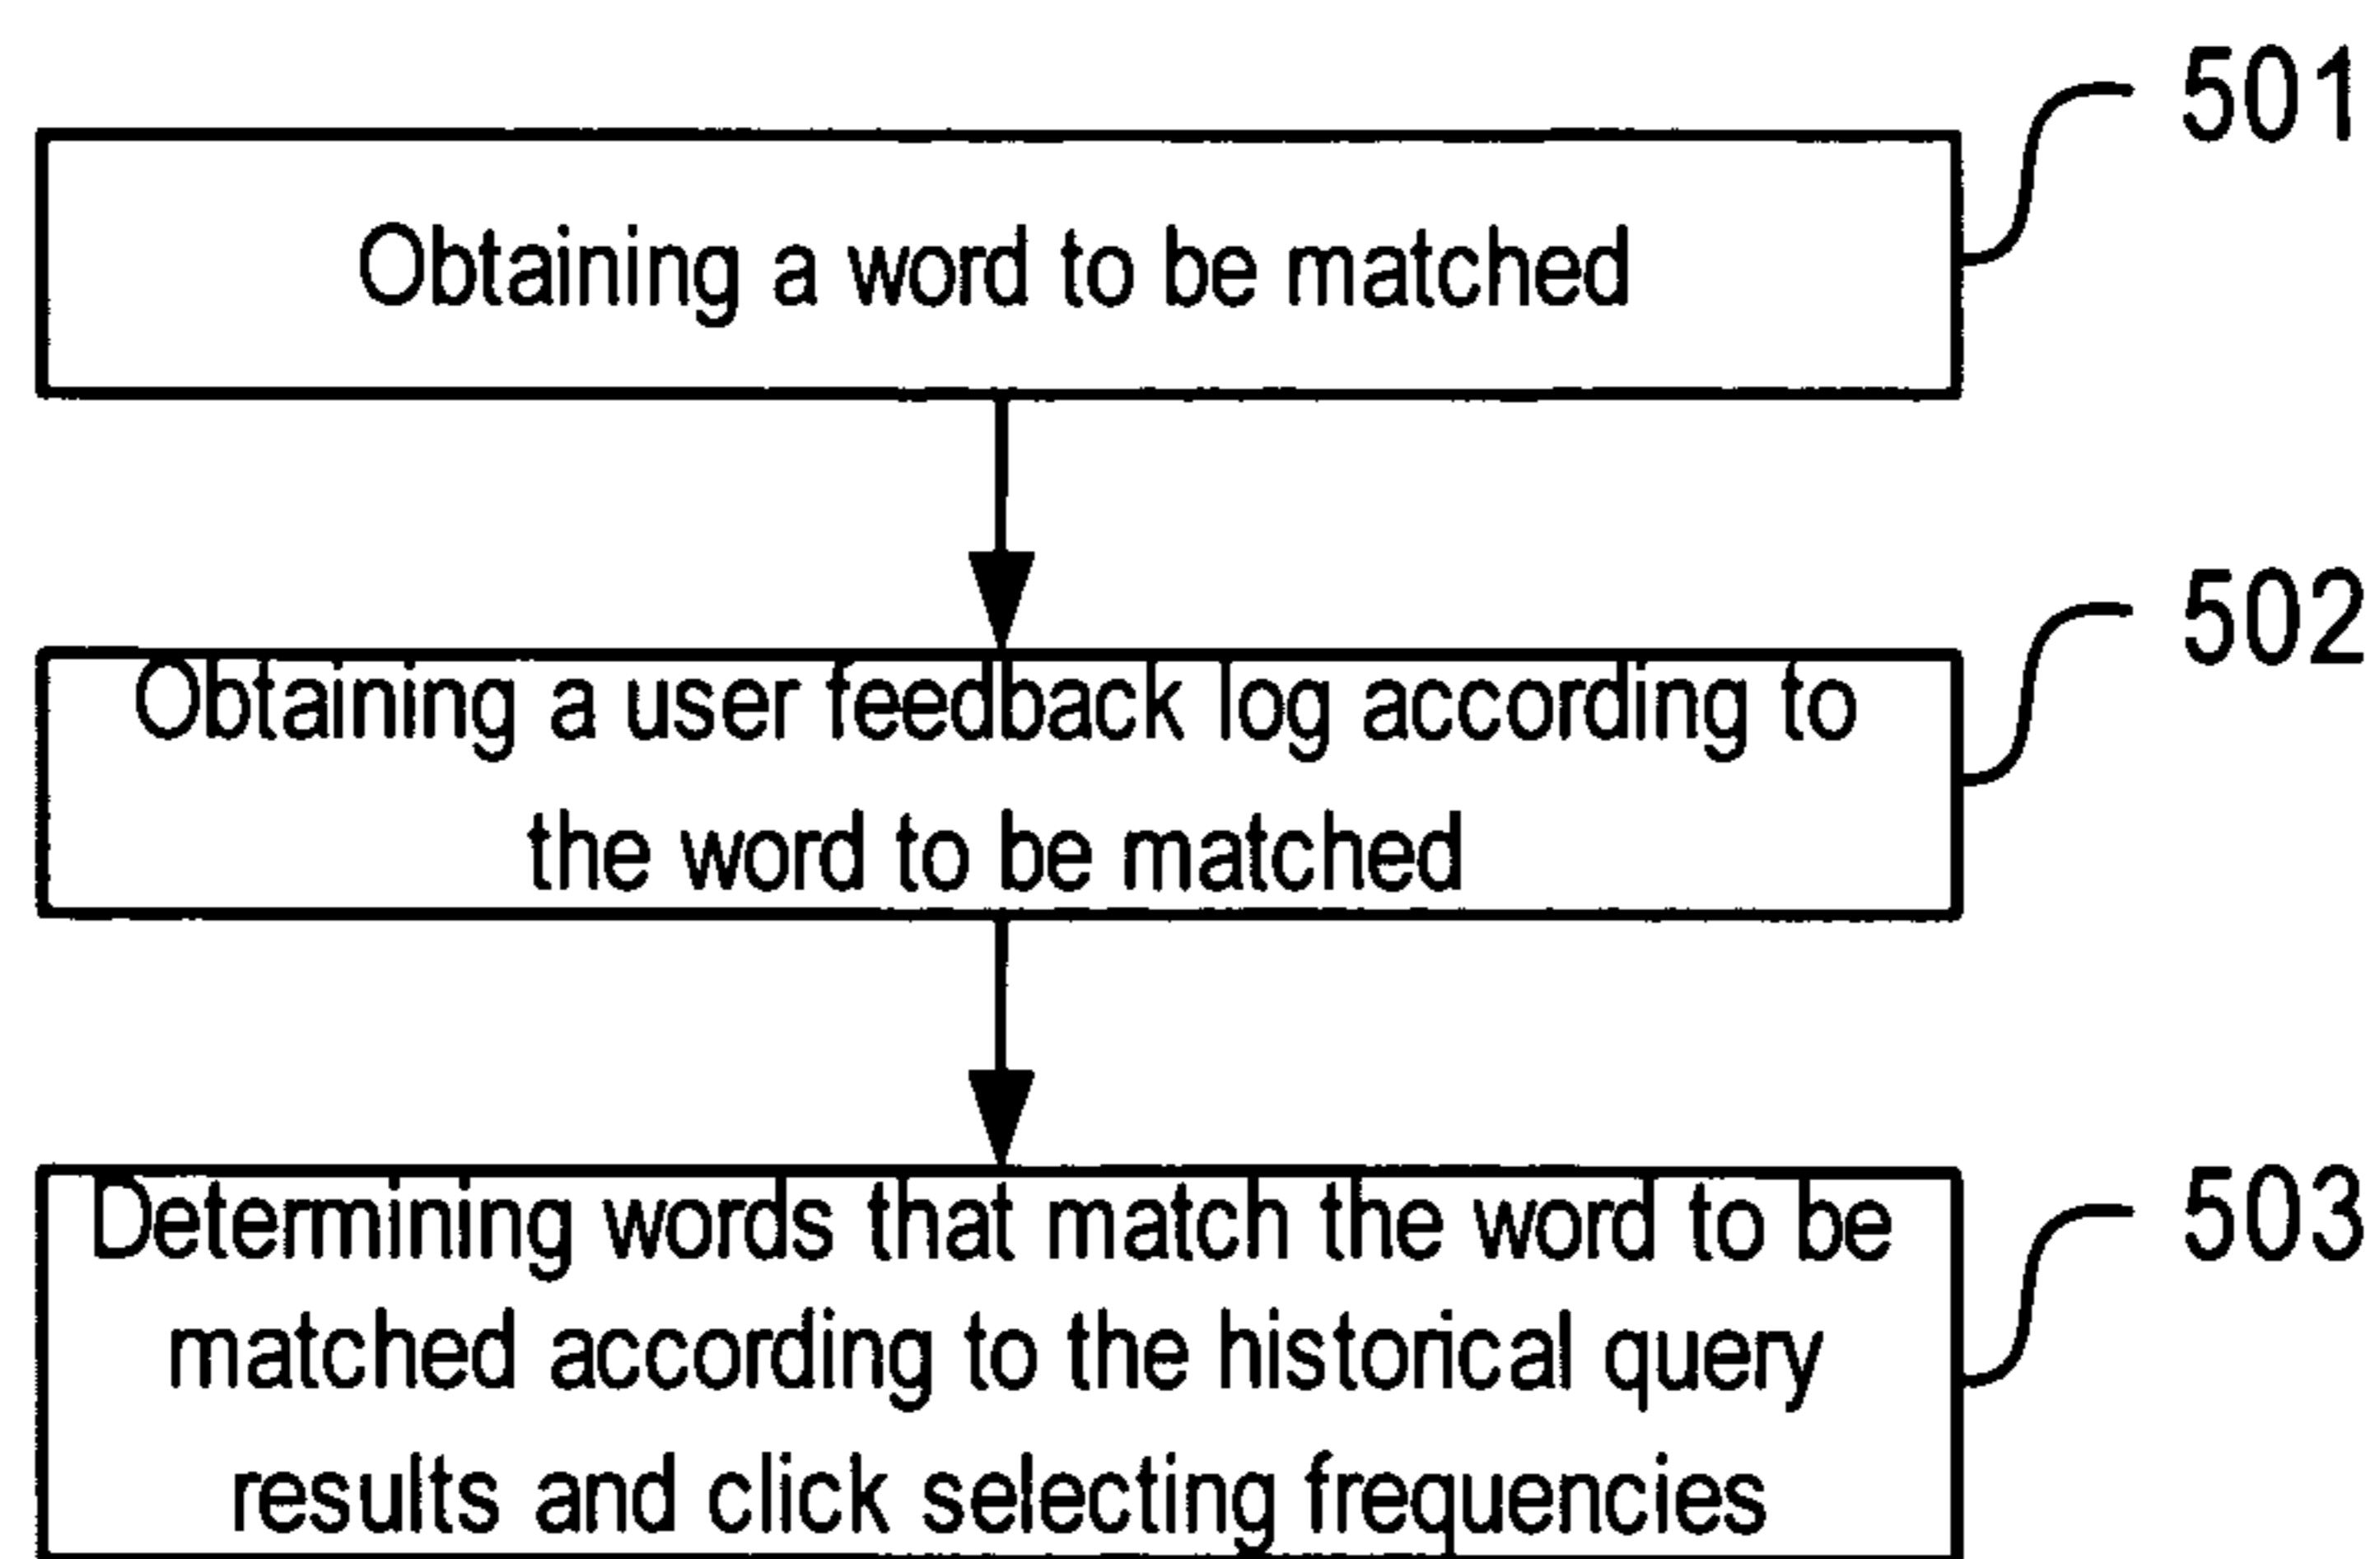 501
Obtaining a word to be matched
502
Obtaining a user feedback log according to
the word to be matched
503
Determining words that match the word to be
matched according to the historical query
results and click selecting frequencies